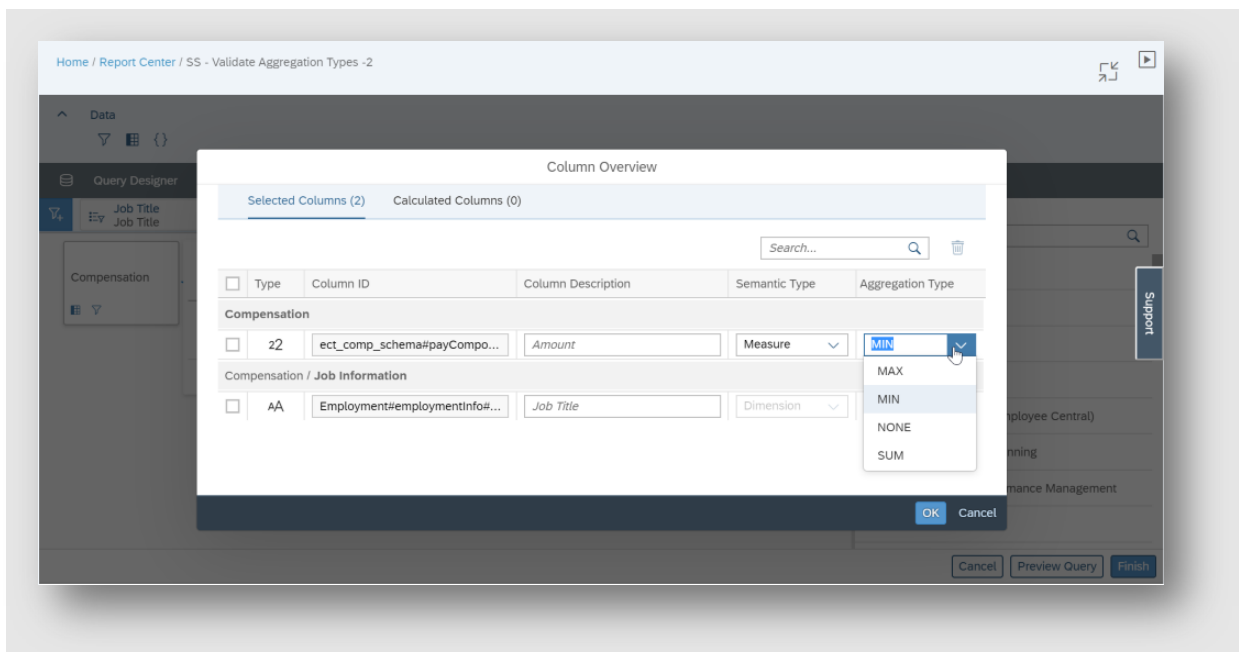 Home / Report Center / SS - Validate Aggregation Types -2
Data
Query Designer
Job Title
Job Title
Compensation
Column Overview
Selected Columns (2) Calculated Columns (0)
Search...
Type Column ID Column Description Semantic Type Aggregation Type
Compensation
22 ect_comp_schema#payCompo... Amount Measure MIN
Compensation / Job Information
AA Employment#employmentInfo#... Job Title Dimension
MAX
MIN
NONE
SUM
OK Cancel
Support
mployee Central)
nning
mance Management
Cancel Preview Query Finish